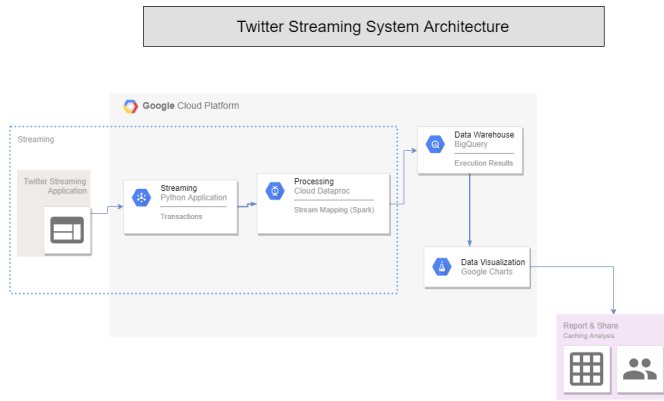 Twitter Streaming System Architecture
Google Cloud Platform
Streaming
Twitter Streaming
Application
Streaming
Python Application
Transactions
Processing
Cloud Dataproc
Stream Mapping (Spark)
Data Warehouse
BigQuery
Execution Results
Data Visualization
Google Charts
Report & Share
Caching Analysis